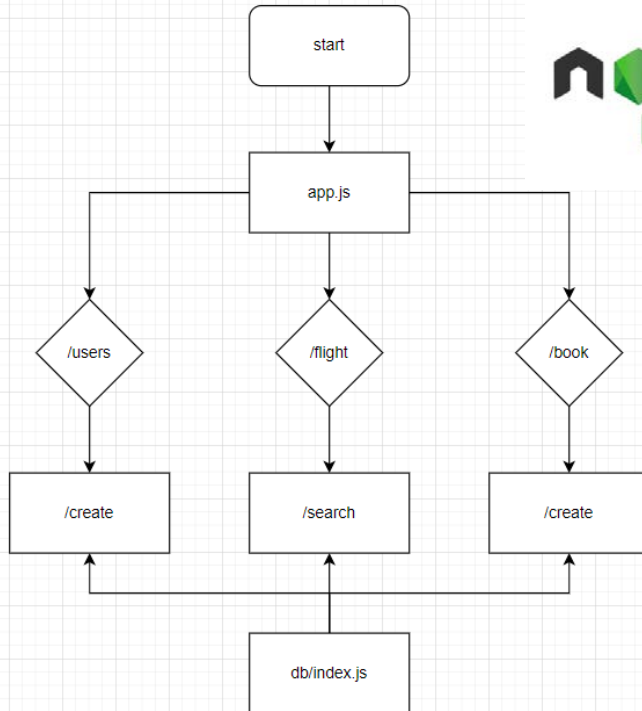 start
app.js
/users
/flight
/book
/create
/search
/create
db/index.js